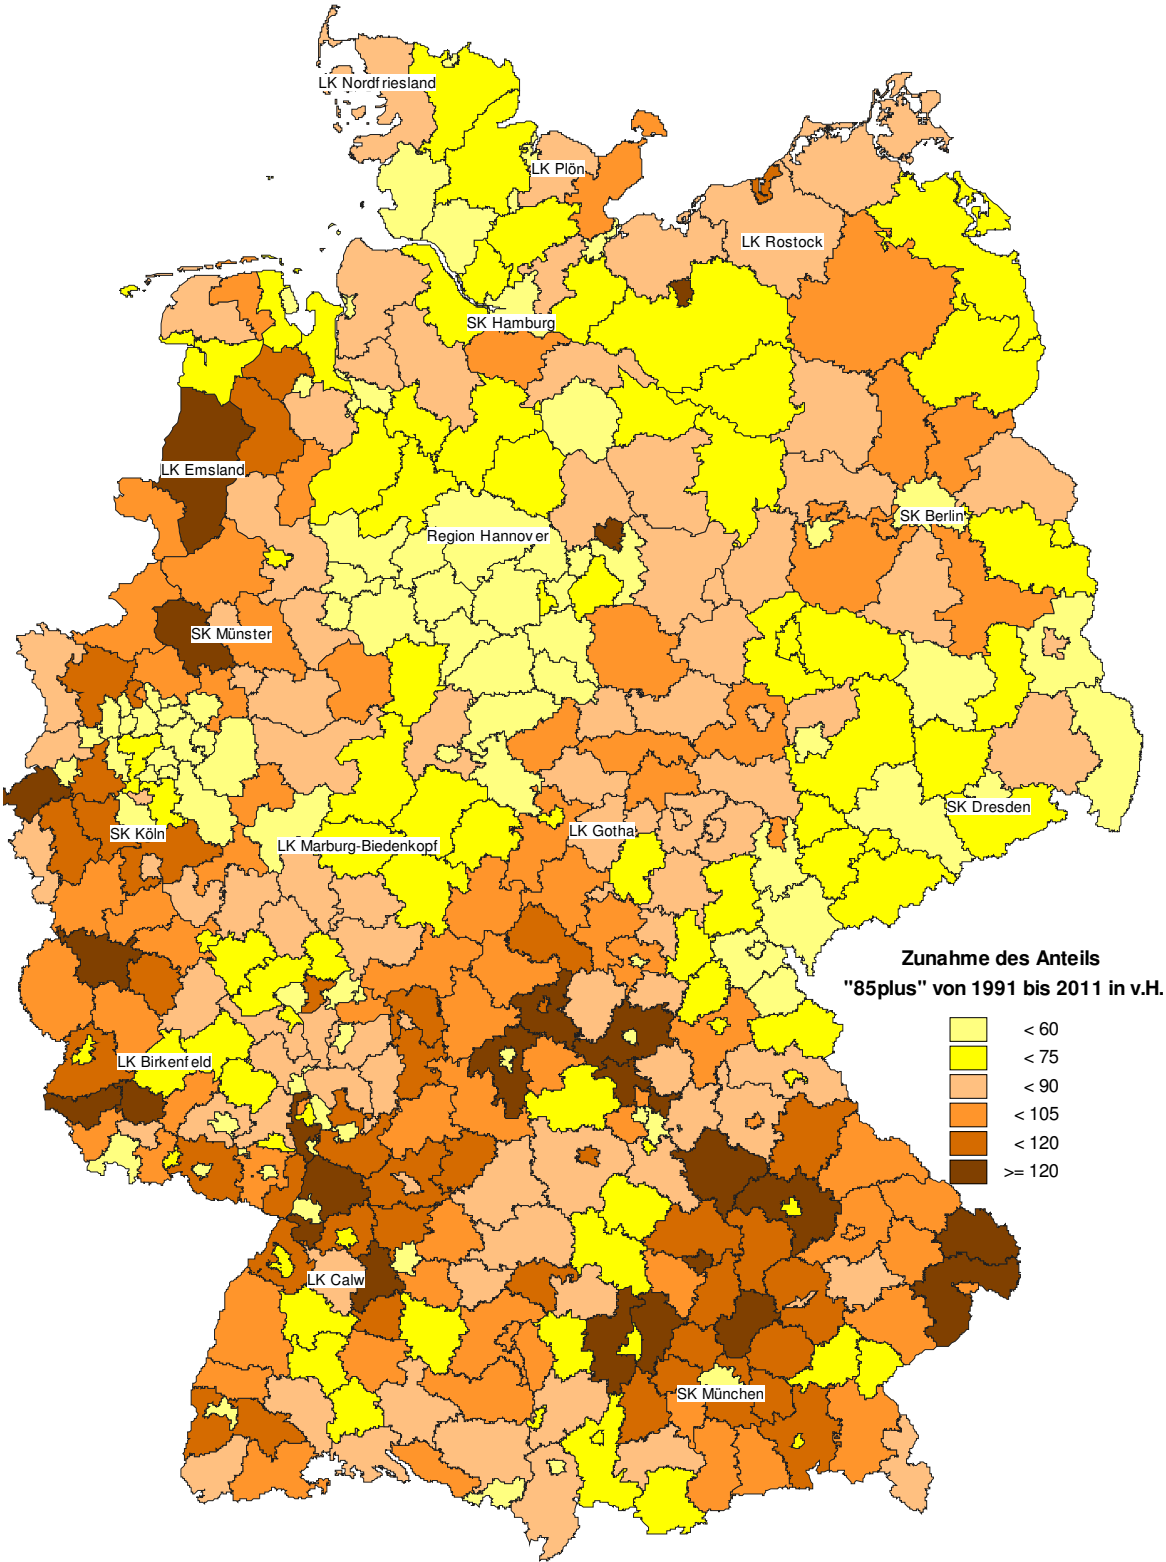 LK Nordfriesland
LK Plön
LK Rostock
SK Hamburg
LK Emsland
SK Berlin
Region Hannover
SK Münster
SK Dresden
SK Köln
LK Gotha
LK Marburg-Biedenkopf
Zunahme des Anteils
"85plus" von 1991 bis 2011 in v.H.
< 60
< 75
< 90
< 105
< 120
>= 120
LK Birkenfeld
LK Calw
SK München